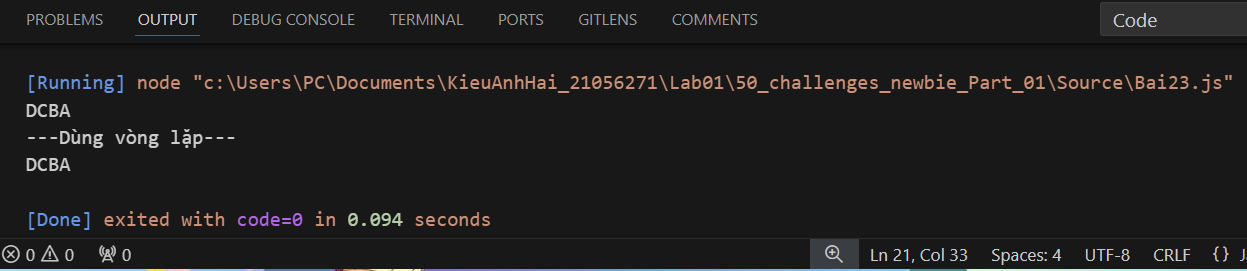 PROBLEMS OUTPUT DEBUG CONSOLE TERMINAL PORTS GITLENS COMMENTS Code
[Running] node "c:\Users\PC\Documents\KieuAnhHai_21056271\Lab01\50_challenges_newbie_Part_01\Source\Bai23.js"
DCBA
---Dùng vòng lặp---
DCBA
[Done] exited with code=0 in 0.094 seconds
0 0 0 Ln 21, Col 33 Spaces: 4 UTF-8 CRLF {} J